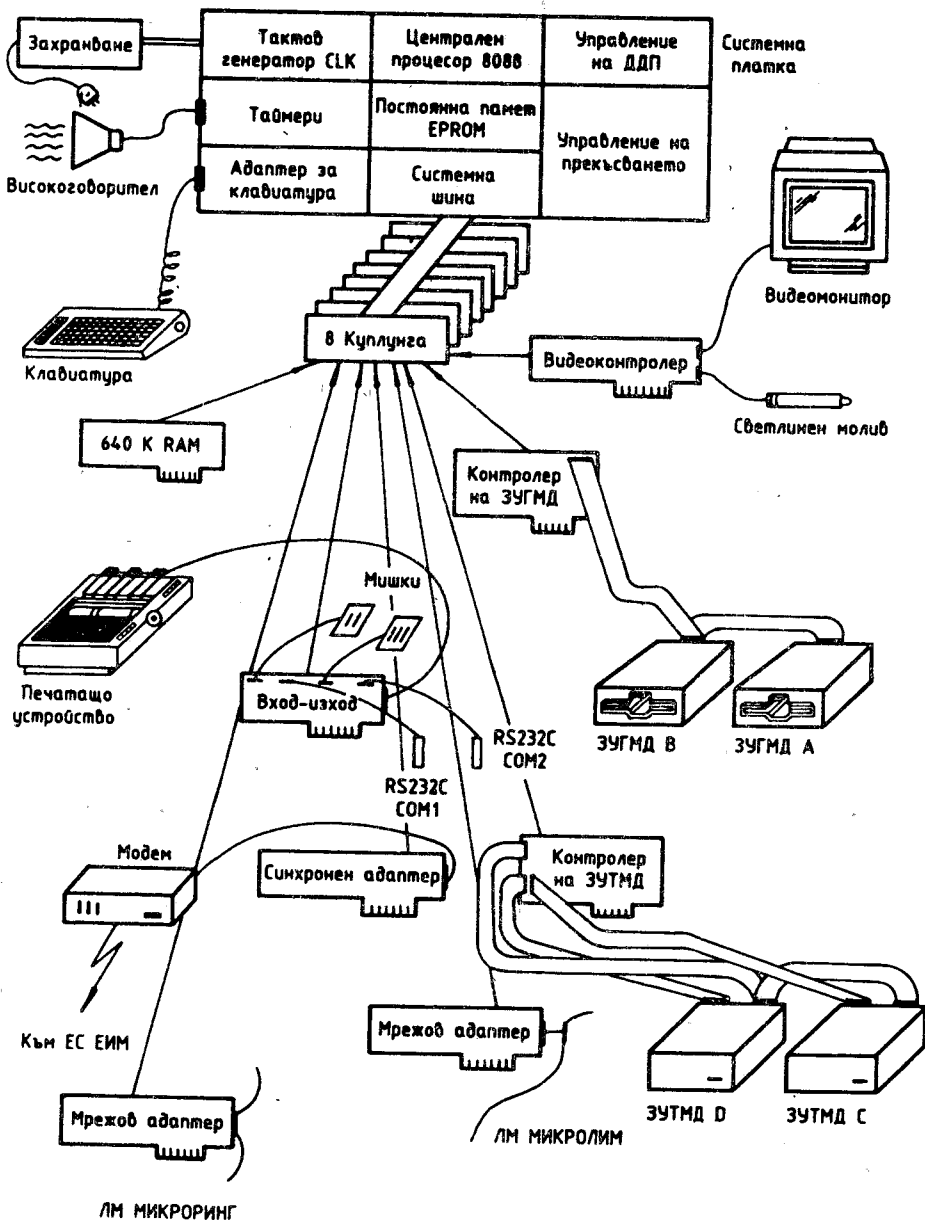 Захранване
Тактов
генератор CLK
Централен
процесор 8088
Управление
на ДДП
Системна
платка
Таймери
Постоянна памет
EPROM
Управление на
прекъсването
Високоговорител
Адаптер за
клавиатура
Системна
шина
Видеомонитор
Клавиатура
8 Куплунга
Видеоконтролер
Светлинен молив
640 K RAM
Контролер
на ЗУГМД
Мишки
Печатащо
устройство
Вход-изход
ЗУГМД B
ЗУГМД A
RS232C
COM2
RS232C
COM1
Модем
Синхронен адаптер
Контролер
на ЗУТМД
Към ЕС ЕИМ
Мрежов адаптер
ЗУТМД D
ЗУТМД C
Мрежов адаптер
ЛМ МИКРОЛИМ
ЛМ МИКРОРИНГ